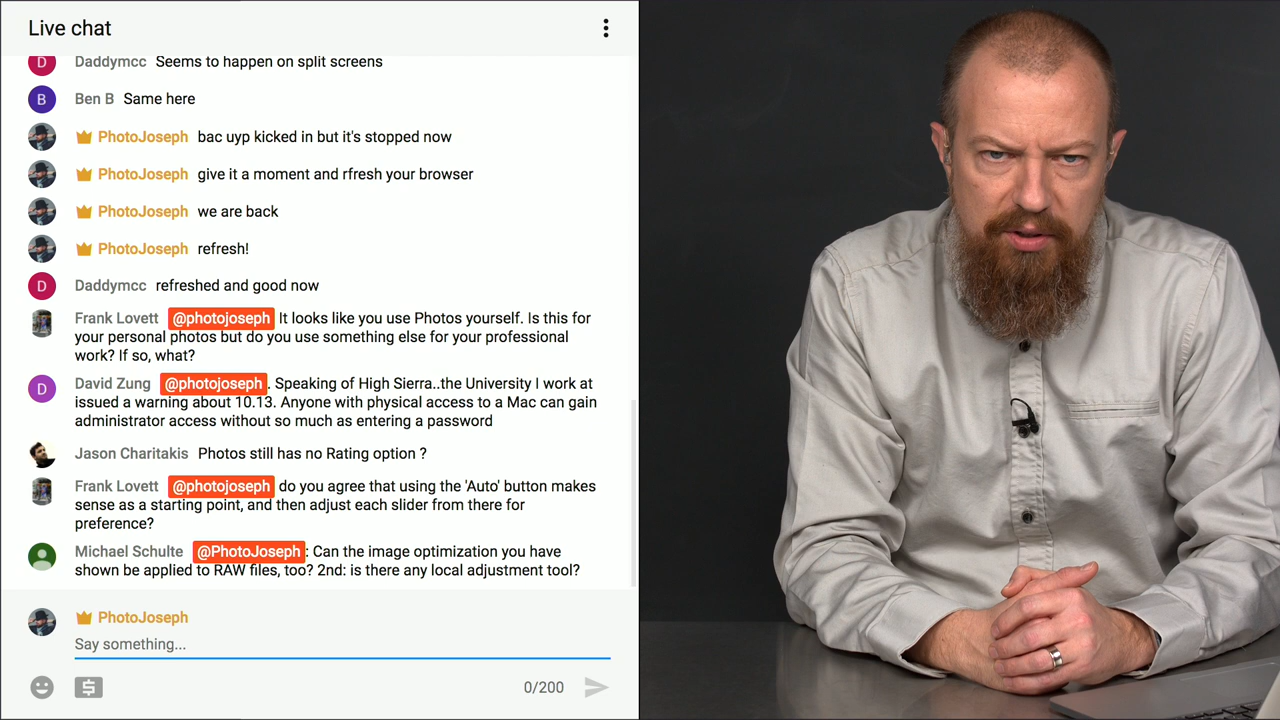 Live chat
D
Daddymcc Seems to happen on split screens
B
Ben B Same here
PhotoJoseph bac uyp kicked in but it's stopped now
PhotoJoseph give it a moment and rfresh your browser
PhotoJoseph we are back
PhotoJoseph refresh!
D
Daddymcc refreshed and good now
Frank Lovett @photojoseph It looks like you use Photos yourself. Is this for
your personal photos but do you use something else for your professional
work? If so, what?
D
David Zung @photojoseph. Speaking of High Sierra..the University I work at
issued a warning about 10.13. Anyone with physical access to a Mac can gain
administrator access without so much as entering a password
Jason Charitakis Photos still has no Rating option ?
Frank Lovett @photojoseph do you agree that using the 'Auto' button makes
sense as a starting point, and then adjust each slider from there for
preference?
Michael Schulte @PhotoJoseph: Can the image optimization you have
shown be applied to RAW files, too? 2nd: is there any local adjustment tool?
PhotoJoseph
Say something...
$
0/200